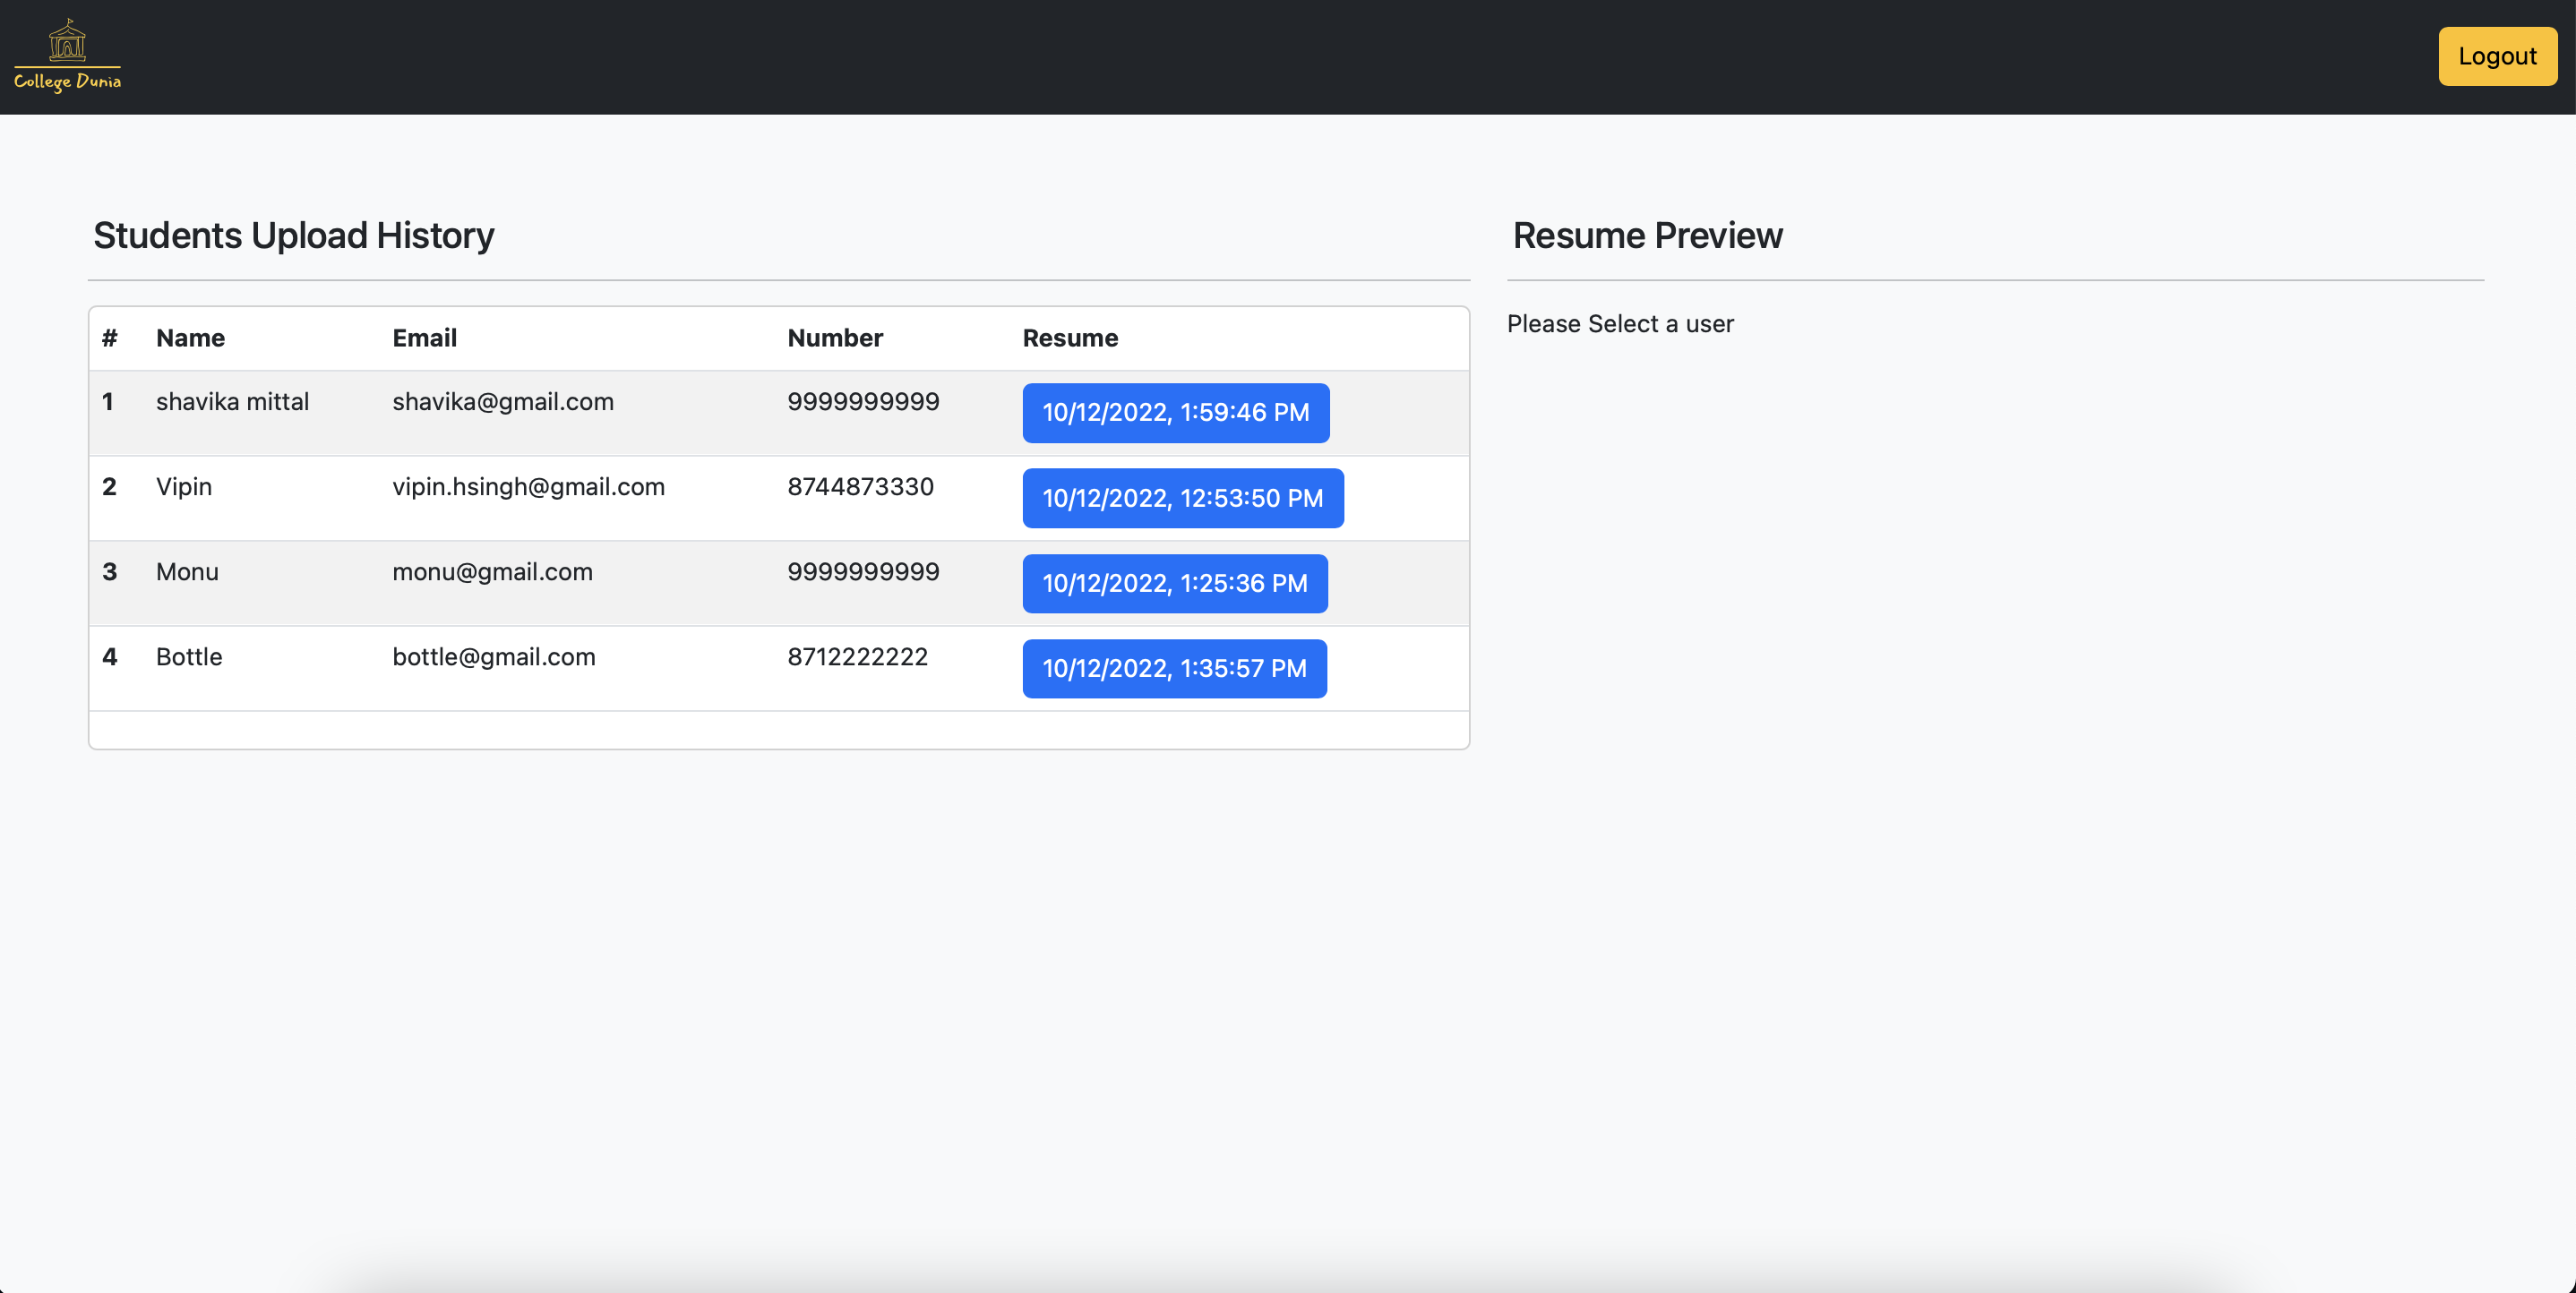 College Dunia
Logout
Students Upload History
Resume Preview
Please Select a user
# Name Email Number Resume
1 shavika mittal shavika@gmail.com 9999999999 10/12/2022, 1:59:46 PM
2 Vipin vipin.hsingh@gmail.com 8744873330 10/12/2022, 12:53:50 PM
3 Monu monu@gmail.com 9999999999 10/12/2022, 1:25:36 PM
4 Bottle bottle@gmail.com 8712222222 10/12/2022, 1:35:57 PM